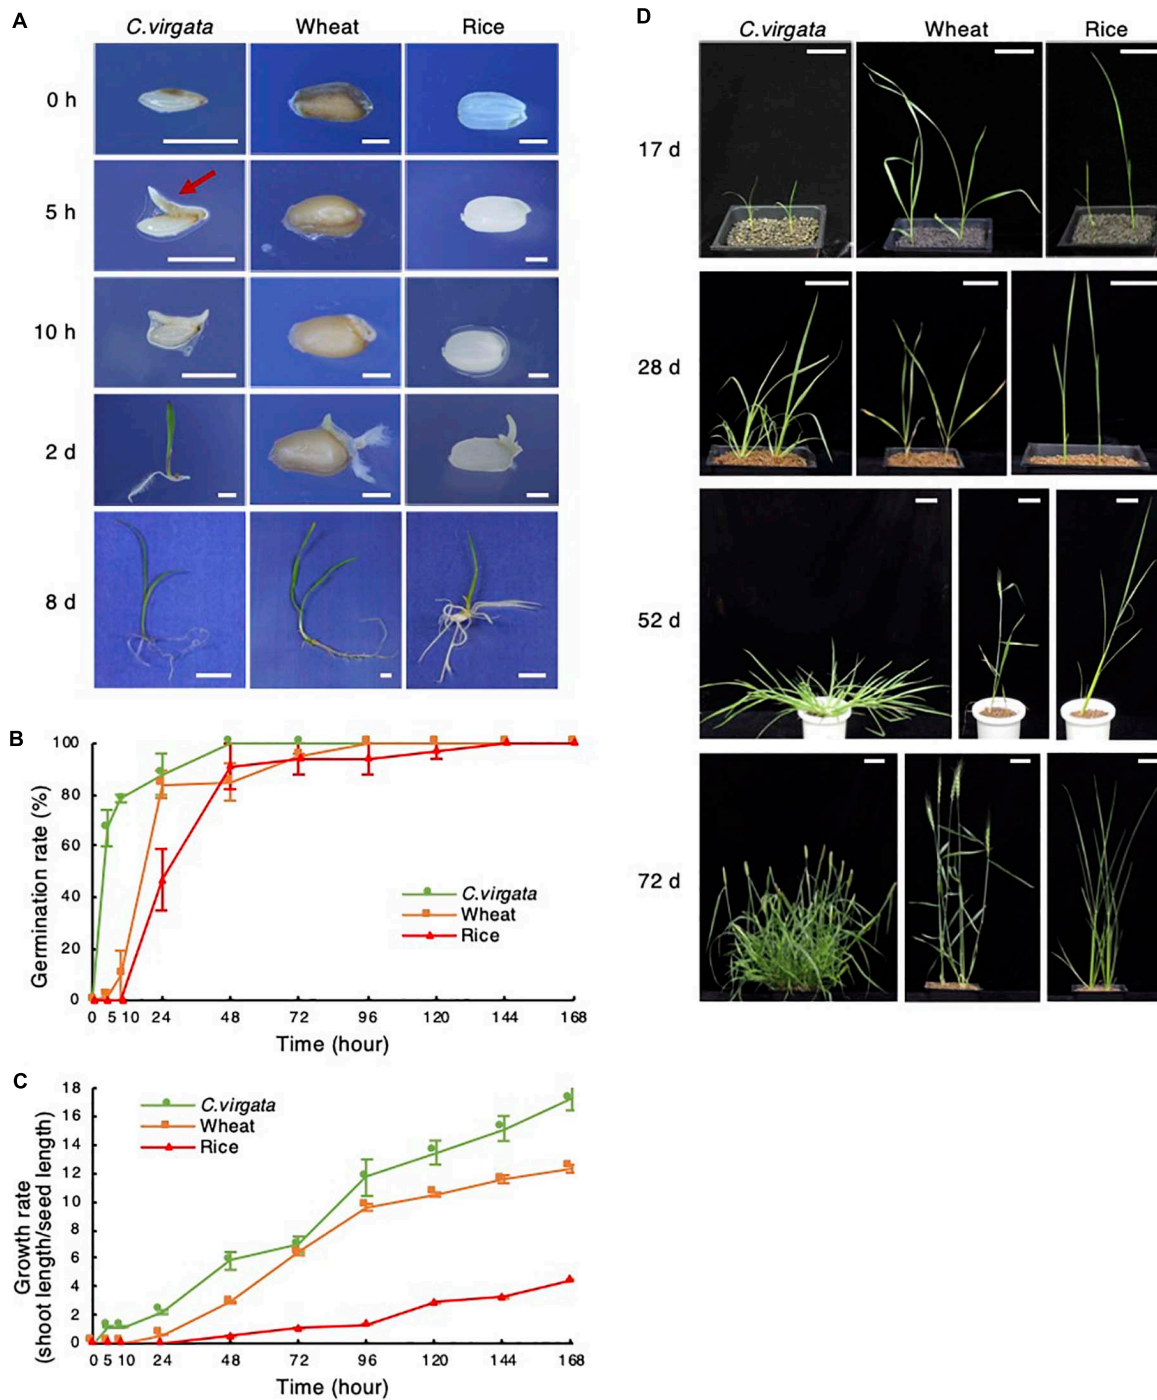 A
C.virgata Wheat Rice
0 h
5 h
10 h
2 d
8 d
B
100
80
60
40
20
0
Germination rate (%)
C.virgata
Wheat
Rice
0 5 10 24 48 72 96 120 144 168
Time (hour)
C
18
16
14
12
10
8
6
4
2
0
Growth rate
(shoot length/seed length)
C.virgata
Wheat
Rice
0 5 10 24 48 72 96 120 144 168
Time (hour)
D
C.virgata Wheat Rice
17 d
28 d
52 d
72 d